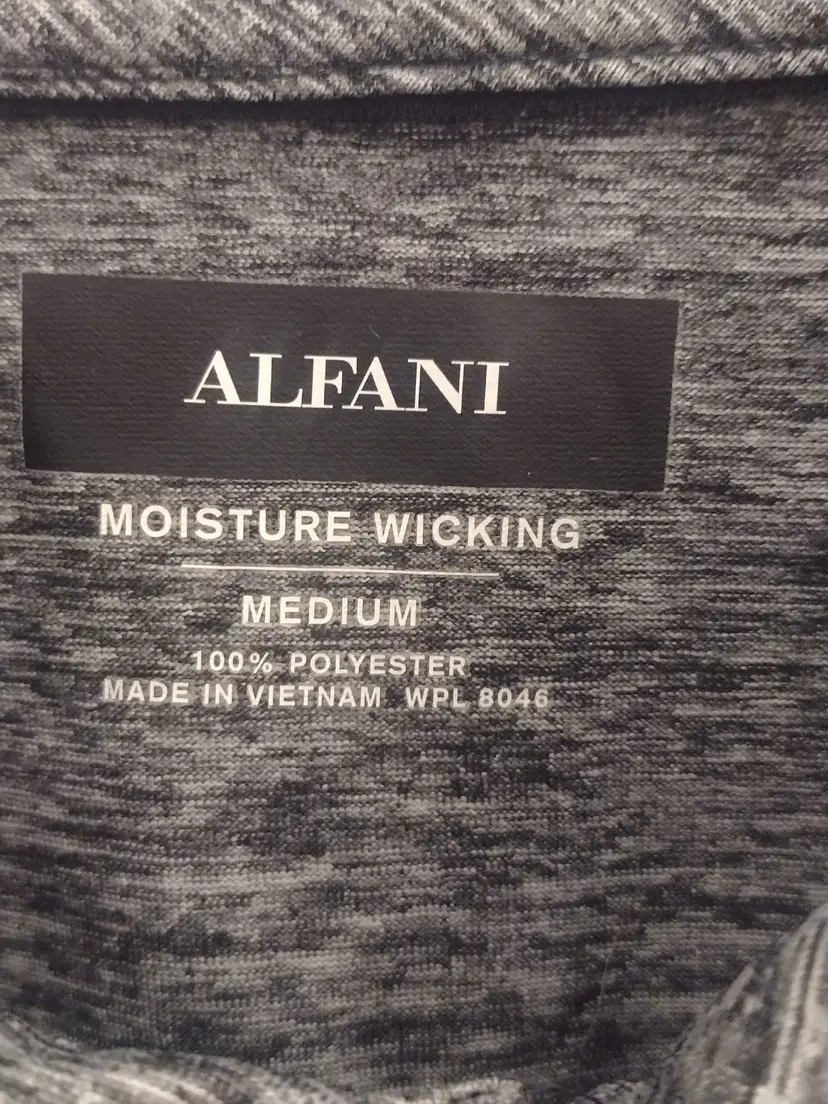 ALFANI
MOISTURE WICKING
MEDIUM
100% POLYESTER
MADE IN VIETNAM WPL 8046